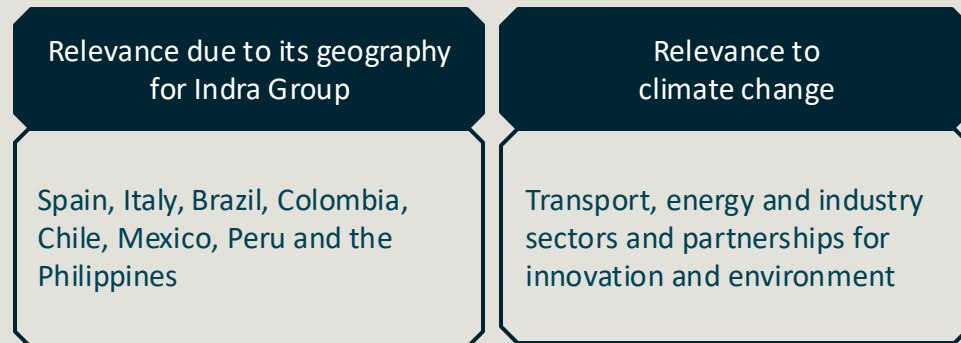 Relevance due to its geography
for Indra Group
Relevance to
climate change
Spain, Italy, Brazil, Colombia,
Chile, Mexico, Peru and the
Philippines
Transport, energy and industry
sectors and partnerships for
innovation and environment